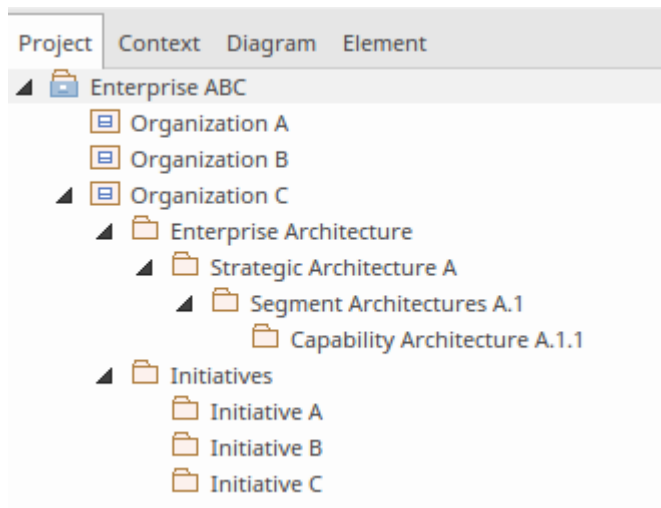 Project Context Diagram Element
Enterprise ABC
Organization A
Organization B
Organization C
Enterprise Architecture
Strategic Architecture A
Segment Architectures A.1
Capability Architecture A.1.1
Initiatives
Initiative A
Initiative B
Initiative C